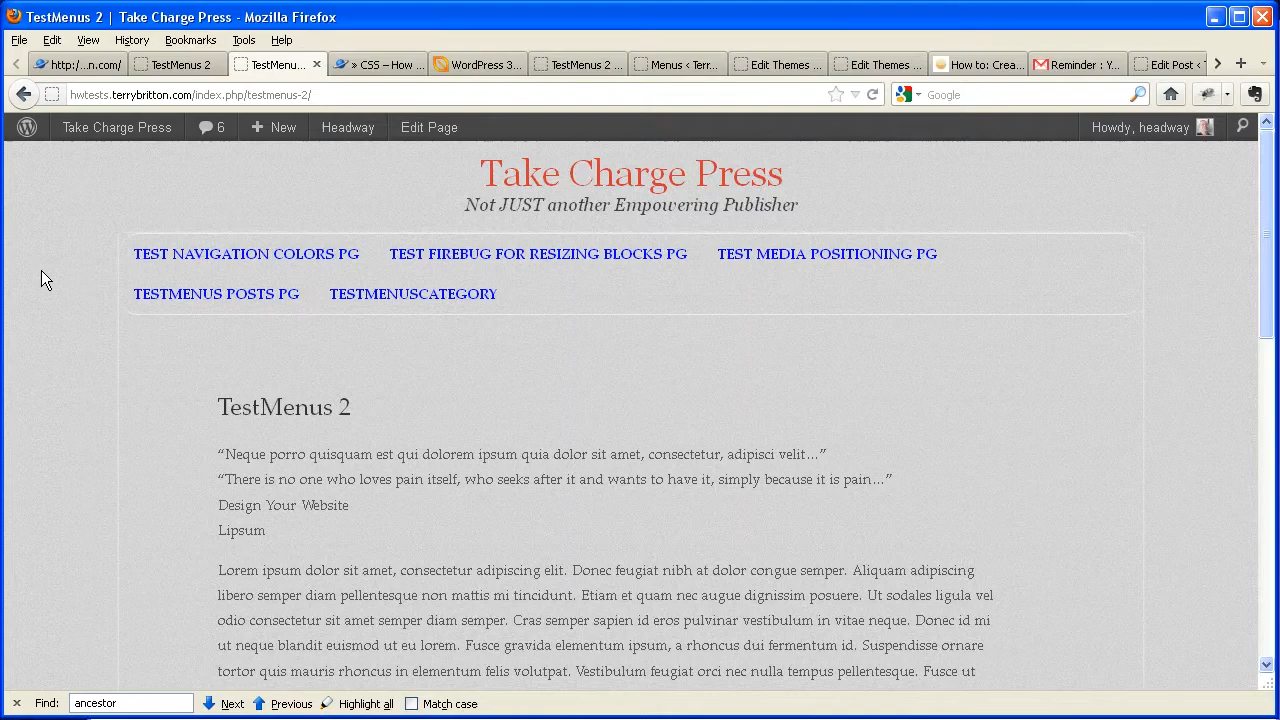 TestMenus 2 | Take Charge Press - Mozilla Firefox
File Edit View History Bookmarks Tools Help
http:/...n.com/ TestMenus 2 TestMenu... × » CSS – How ... WordPress 3... TestMenus 2 ... Menus ‹ Terr... Edit Themes ... Edit Themes ... How to: Crea... Reminder : Y... Edit Post ‹
hwtests.terrybritton.com/index.php/testmenus-2/ Google
Take Charge Press 6 + New Headway Edit Page Howdy, headway
Take Charge Press
Not JUST another Empowering Publisher
TEST NAVIGATION COLORS PG TEST FIREBUG FOR RESIZING BLOCKS PG TEST MEDIA POSITIONING PG
TESTMENUS POSTS PG TESTMENUSCATEGORY
TestMenus 2
“Neque porro quisquam est qui dolorem ipsum quia dolor sit amet, consectetur, adipisci velit…”
“There is no one who loves pain itself, who seeks after it and wants to have it, simply because it is pain…”
Design Your Website
Lipsum
Lorem ipsum dolor sit amet, consectetur adipiscing elit. Donec feugiat nibh at dolor congue semper. Aliquam adipiscing
libero semper diam pellentesque non mattis mi tincidunt. Etiam et quam nec augue dignissim posuere. Ut sodales ligula vel
odio consectetur sit amet semper diam semper. Cras semper sapien id eros pulvinar vestibulum in vitae neque. Donec id mi
ut neque blandit euismod ut eu lorem. Fusce gravida elementum ipsum, a rhoncus dui fermentum id. Suspendisse ornare
tortor quis mauris rhoncus in elementum felis volutpat. Vestibulum feugiat orci nec nulla tempus pellentesque. Fusce ut
× Find: ancestor Next Previous Highlight all Match case